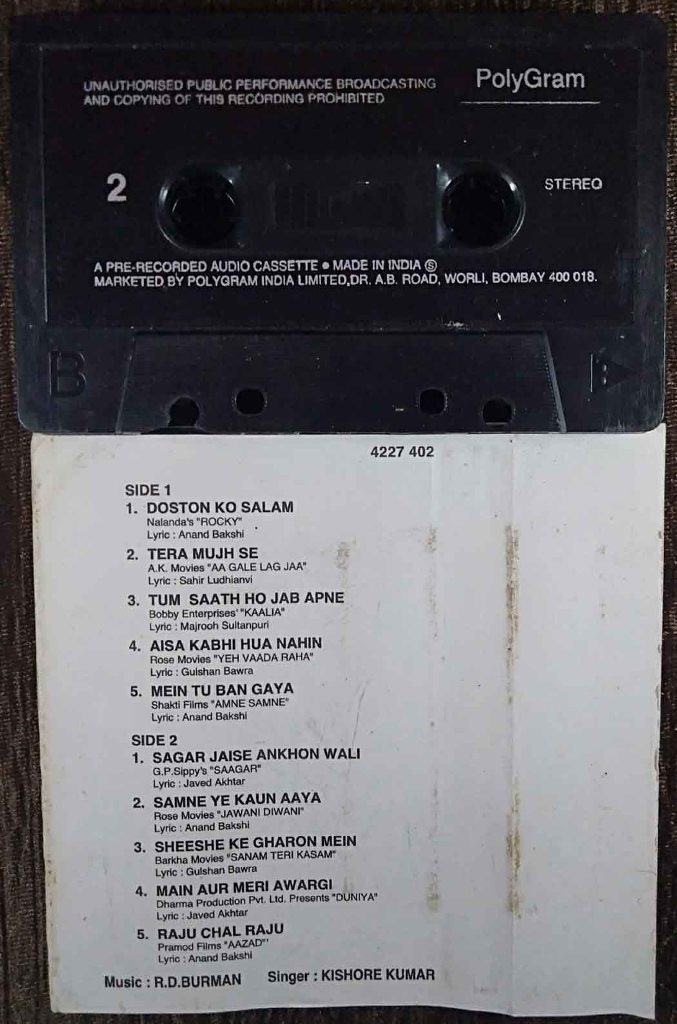 UNAUTHORISED PUBLIC PERFORMANCE BROADCASTING
AND COPYING OF THIS RECORDING PROHIBITED
PolyGram
2
STEREO
A PRE-RECORDED AUDIO CASSETTE ● MADE IN INDIA Ⓢ
MARKETED BY POLYGRAM INDIA LIMITED,DR. A.B. ROAD, WORLI, BOMBAY 400 018.
B
4227 402
SIDE 1
1. DOSTON KO SALAM
Nalanda's "ROCKY"
Lyric : Anand Bakshi
2. TERA MUJH SE
A.K. Movies "AA GALE LAG JAA"
Lyric : Sahir Ludhianvi
3. TUM SAATH HO JAB APNE
Bobby Enterprises' "KAALIA"
Lyric : Majrooh Sultanpuri
4. AISA KABHI HUA NAHIN
Rose Movies "YEH VAADA RAHA"
Lyric : Gulshan Bawra
5. MEIN TU BAN GAYA
Shakti Films "AMNE SAMNE"
Lyric : Anand Bakshi
SIDE 2
1. SAGAR JAISE ANKHON WALI
G.P.Sippy's "SAAGAR"
Lyric : Javed Akhtar
2. SAMNE YE KAUN AAYA
Rose Movies "JAWANI DIWANI"
Lyric : Anand Bakshi
3. SHEESHE KE GHARON MEIN
Barkha Movies "SANAM TERI KASAM"
Lyric : Gulshan Bawra
4. MAIN AUR MERI AWARGI
Dharma Production Pvt. Ltd. Presents "DUNIYA"
Lyric : Javed Akhtar
5. RAJU CHAL RAJU
Pramod Films "AAZAD"'
Lyric : Anand Bakshi
Music : R.D.BURMAN Singer : KISHORE KUMAR